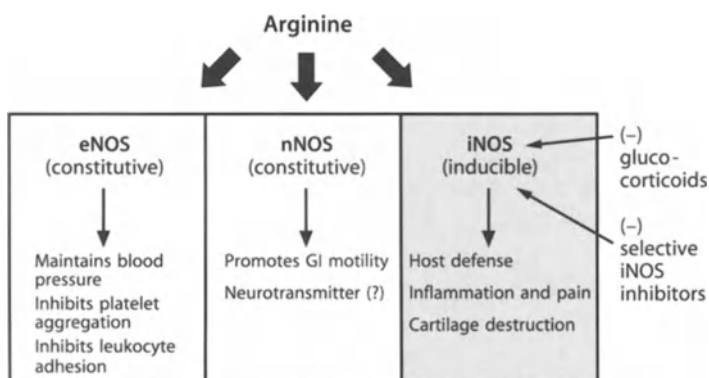 Arginine
eNOS
(constitutive)
Maintains blood
pressure
Inhibits platelet
aggregation
Inhibits leukocyte
adhesion
nNOS
(constitutive)
Promotes GI motility
Neurotransmitter (?)
iNOS
(inducible)
Host defense
Inflammation and pain
Cartilage destruction
(–)
gluco-
corticoids
(–)
selective
iNOS
inhibitors